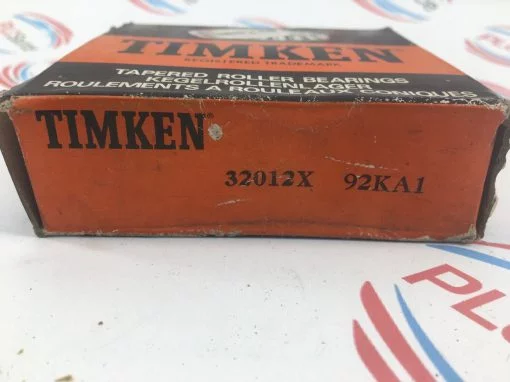 TIMKEN
REGISTERED TRADEMARK
TAPERED ROLLER BEARINGS
KEGELROLLENLAGER
ROULEMENTS A ROULEAUX CONIQUES
TIMKEN®
32012X 92KA1